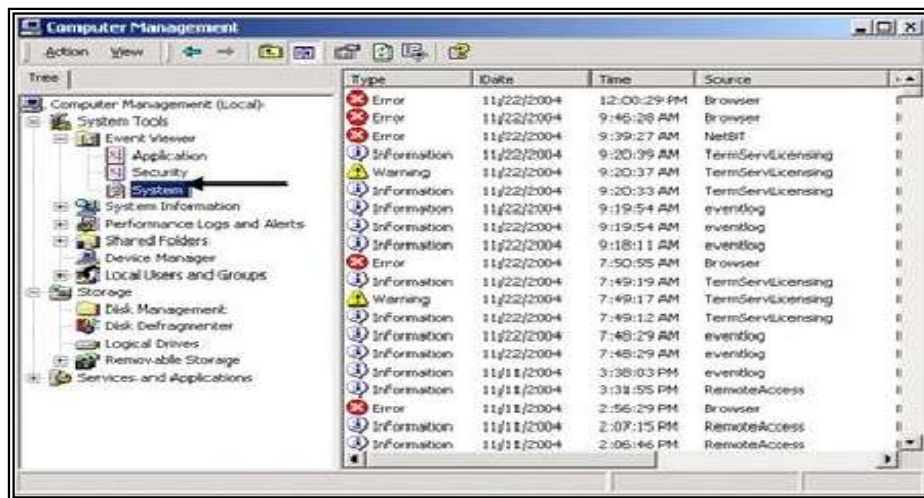 Computer Management
Action View
Tree
Computer Management (Local)
System Tools
Event Viewer
Application
Security
System
System Information
Performance Logs and Alerts
Shared Folders
Device Manager
Local Users and Groups
Storage
Disk Management
Disk Defragmenter
Logical Drives
Removable Storage
Services and Applications
Type Date Time Source
Error 11/22/2004 12:00:29 PM Browser
Error 11/22/2004 9:46:28 AM Browser
Error 11/22/2004 9:39:27 AM NetBT
Information 11/22/2004 9:20:39 AM TermServLicensing
Warning 11/22/2004 9:20:37 AM TermServLicensing
Information 11/22/2004 9:20:33 AM TermServLicensing
Information 11/22/2004 9:19:54 AM eventlog
Information 11/22/2004 9:19:54 AM eventlog
Information 11/22/2004 9:18:11 AM eventlog
Error 11/22/2004 7:50:55 AM Browser
Information 11/22/2004 7:49:19 AM TermServLicensing
Warning 11/22/2004 7:49:17 AM TermServLicensing
Information 11/22/2004 7:49:12 AM TermServLicensing
Information 11/22/2004 7:48:29 AM eventlog
Information 11/22/2004 7:48:29 AM eventlog
Information 11/11/2004 3:38:03 PM eventlog
Information 11/11/2004 3:31:55 PM RemoteAccess
Error 11/11/2004 2:56:29 PM Browser
Information 11/11/2004 2:07:15 PM RemoteAccess
Information 11/11/2004 2:06:46 PM RemoteAccess